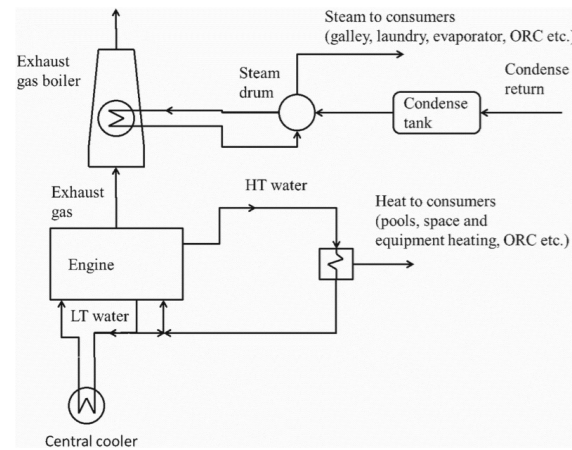 Steam to consumers
(galley, laundry, evaporator, ORC etc.)
Exhaust
gas boiler
Steam
drum
Condense
return
Condense
tank
Exhaust
gas
HT water
Heat to consumers
(pools, space and
equipment heating, ORC etc.)
Engine
LT water
Central cooler